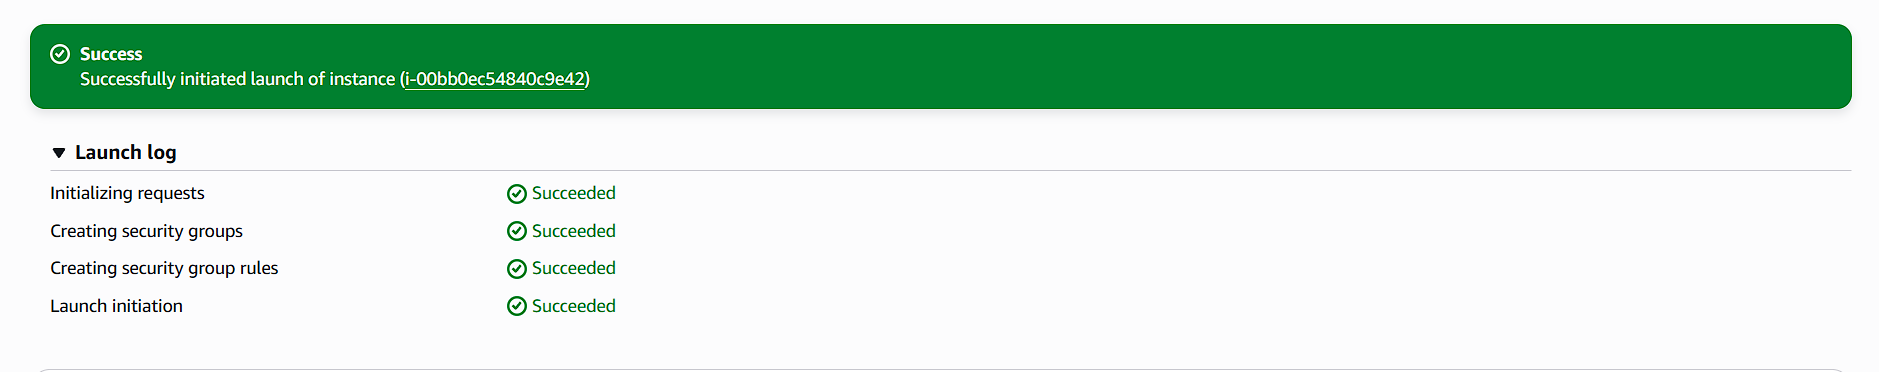 Success
Successfully initiated launch of instance (i-00bb0ec54840c9e42)
Launch log
Initializing requests Succeeded
Creating security groups Succeeded
Creating security group rules Succeeded
Launch initiation Succeeded